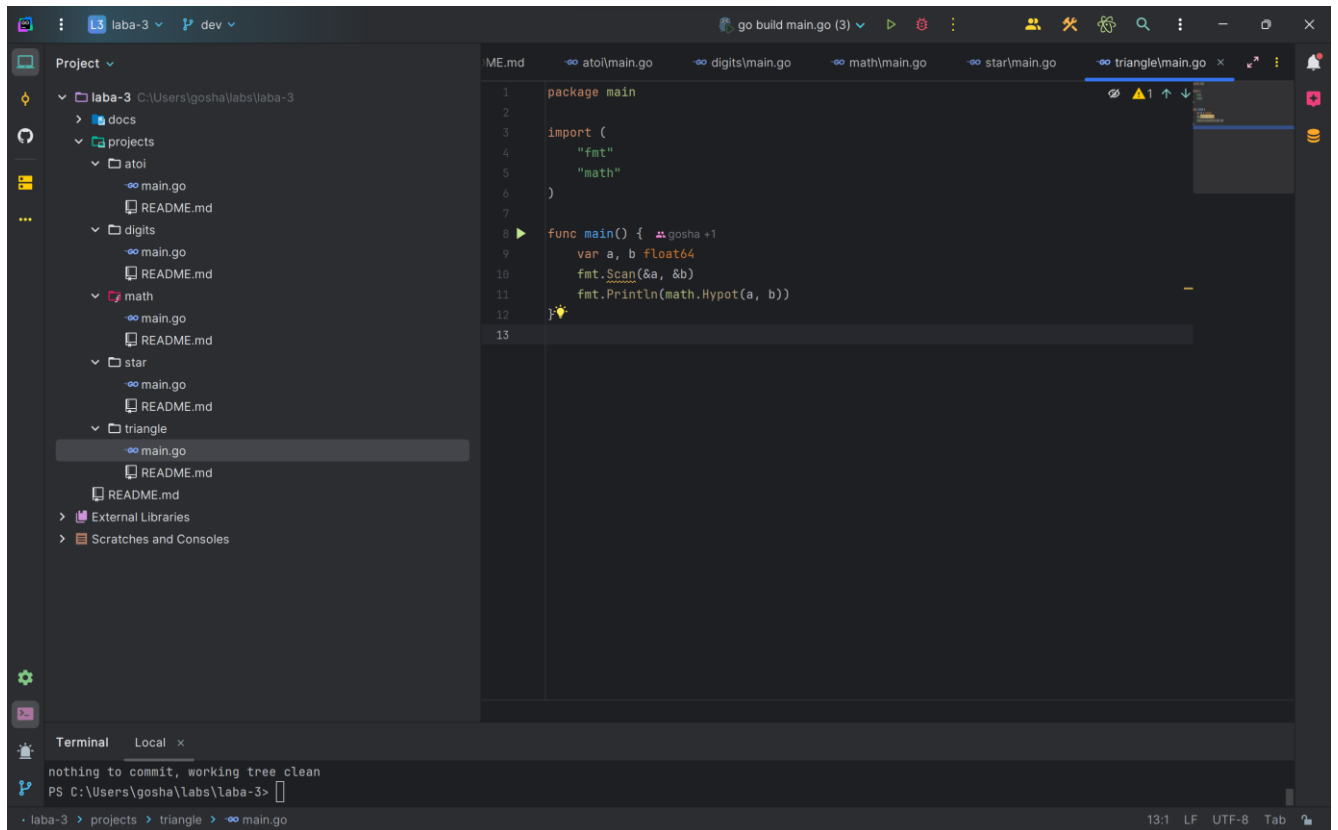 L3 laba-3 dev go build main.go (3)
Project
ME.md atoi\main.go digits\main.go math\main.go star\main.go triangle\main.go
laba-3 C:\Users\gosha\labs\laba-3
docs
projects
atoi
main.go
README.md
digits
main.go
README.md
math
main.go
README.md
star
main.go
README.md
triangle
main.go
README.md
README.md
External Libraries
Scratches and Consoles
1 package main 1
2
3 import (
4 "fmt"
5 "math"
6 )
7
8 func main() { gosha +1
9 var a, b float64
10 fmt.Scan(&a, &b)
11 fmt.Println(math.Hypot(a, b))
12 }
13
Terminal Local
nothing to commit, working tree clean
PS C:\Users\gosha\labs\laba-3>
laba-3 > projects > triangle > main.go 13:1 LF UTF-8 Tab